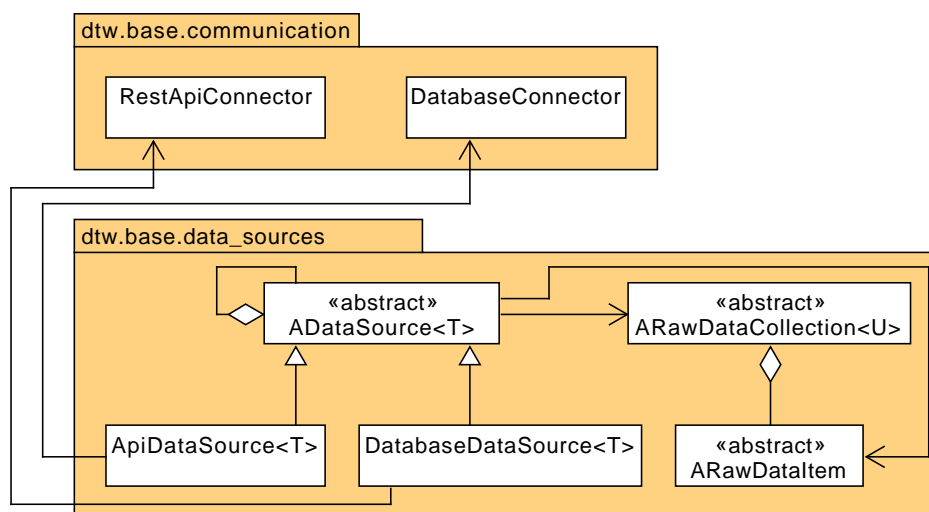 dtw.base.communication
RestApiConnector
DatabaseConnector
dtw.base.data_sources
«abstract»
ADataSource<T>
«abstract»
ARawDataCollection<U>
ApiDataSource<T>
DatabaseDataSource<T>
«abstract»
ARawDataItem